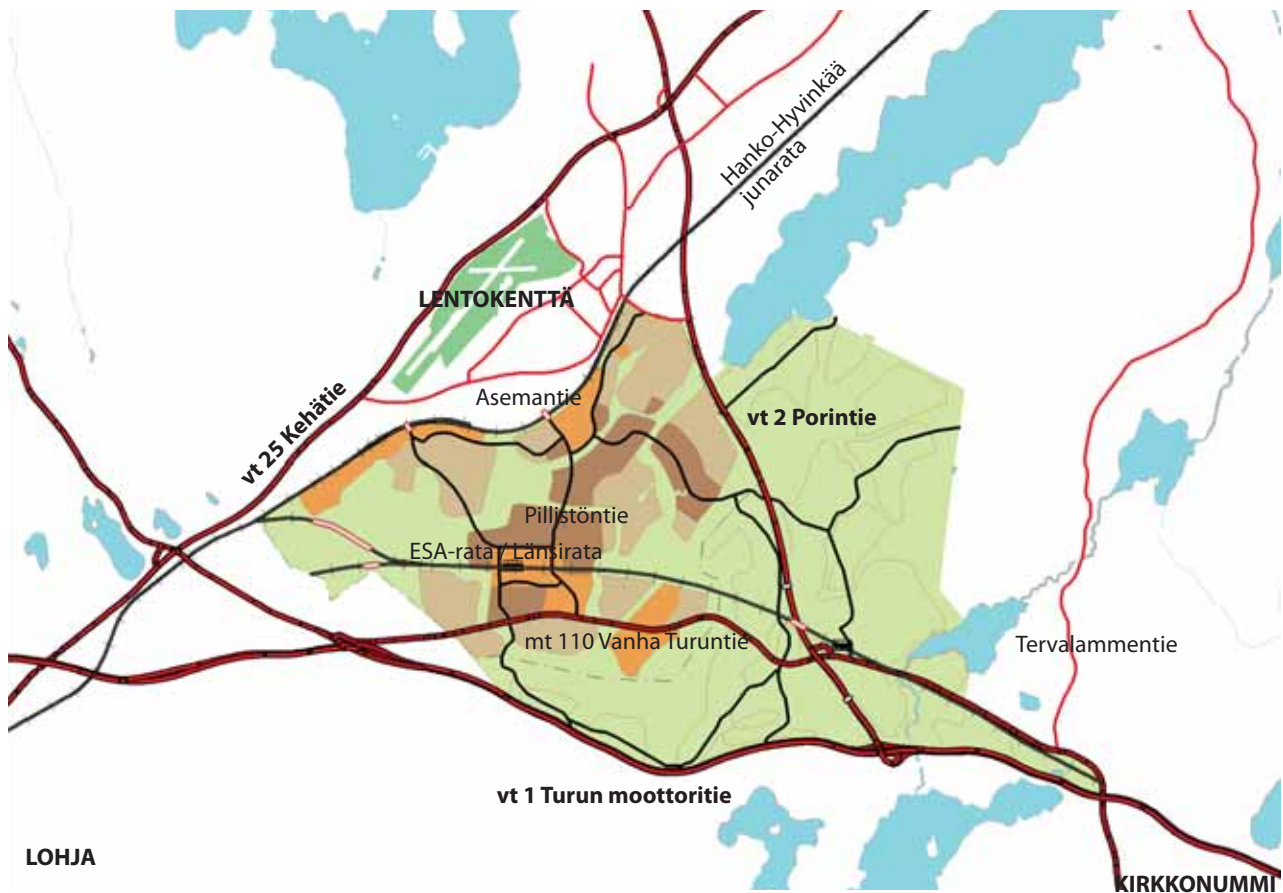 Hanko-Hyvinkää
junarata
LENTOKENTTÄ
Asemantie
vt 25 Kehätie
vt 2 Porintie
Pillistöntie
ESA-rata / Länsirata
mt 110 Vanha Turuntie
Tervalammentie
vt 1 Turun moottoritie
LOHJA
KIRKKONUMMI